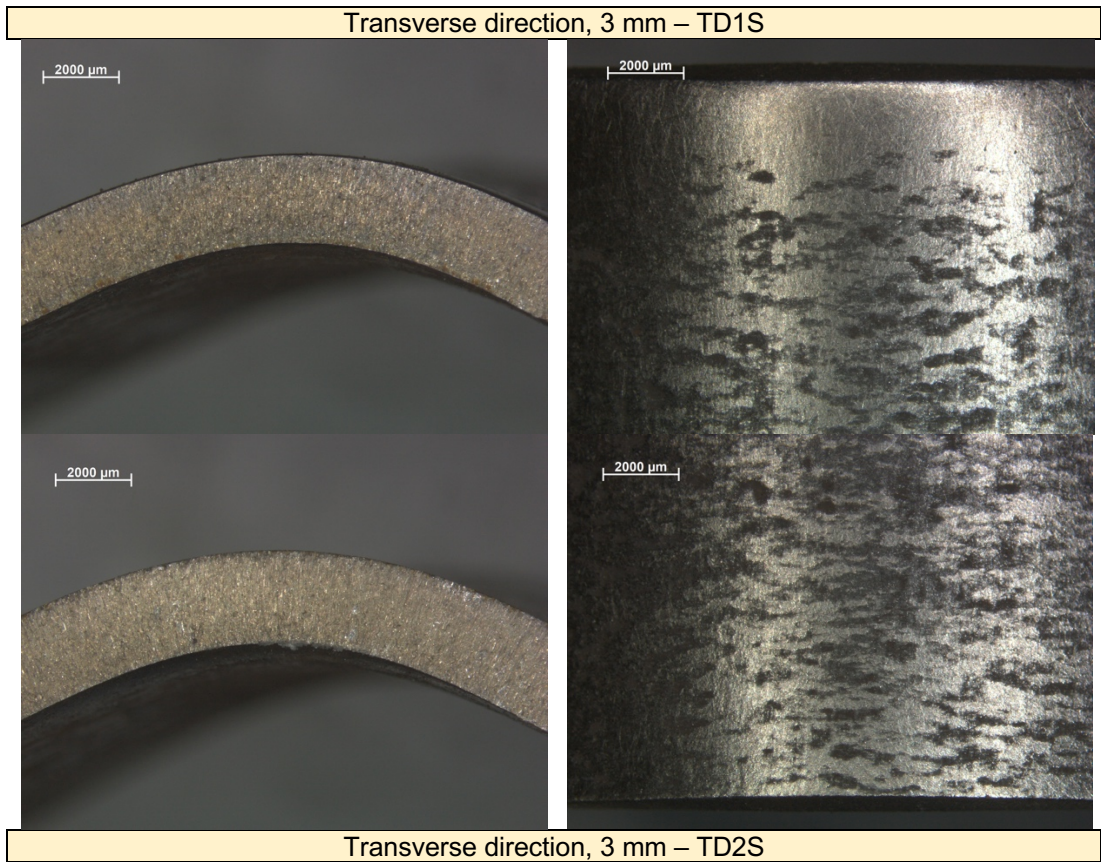 Transverse direction, 3 mm – TD1S
2000 µm
2000 µm
2000 µm
2000 µm
Transverse direction, 3 mm – TD2S